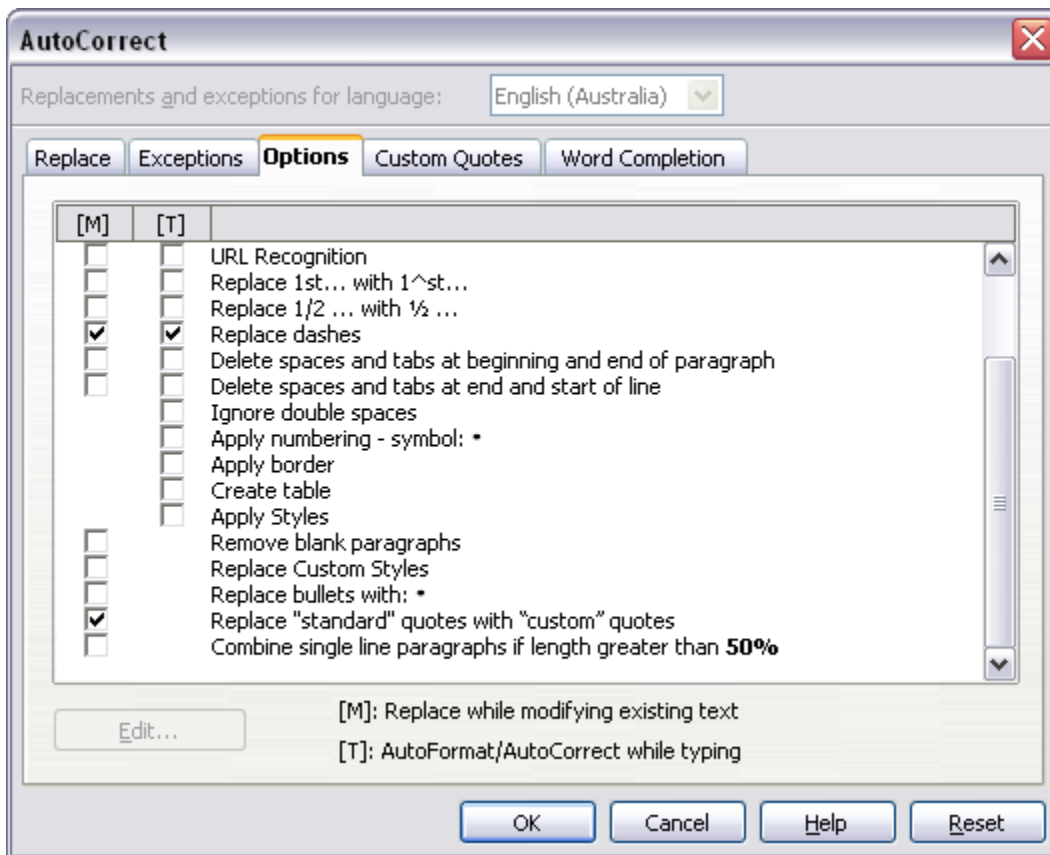 AutoCorrect
Replacements and exceptions for language: English (Australia)
Replace Exceptions Options Custom Quotes Word Completion
[M] [T]
URL Recognition
Replace 1st... with 1^st...
Replace 1/2 ... with ½ ...
Replace dashes
Delete spaces and tabs at beginning and end of paragraph
Delete spaces and tabs at end and start of line
Ignore double spaces
Apply numbering - symbol: •
Apply border
Create table
Apply Styles
Remove blank paragraphs
Replace Custom Styles
Replace bullets with: •
Replace "standard" quotes with “custom” quotes
Combine single line paragraphs if length greater than 50%
Edit...
[M]: Replace while modifying existing text
[T]: AutoFormat/AutoCorrect while typing
OK Cancel Help Reset